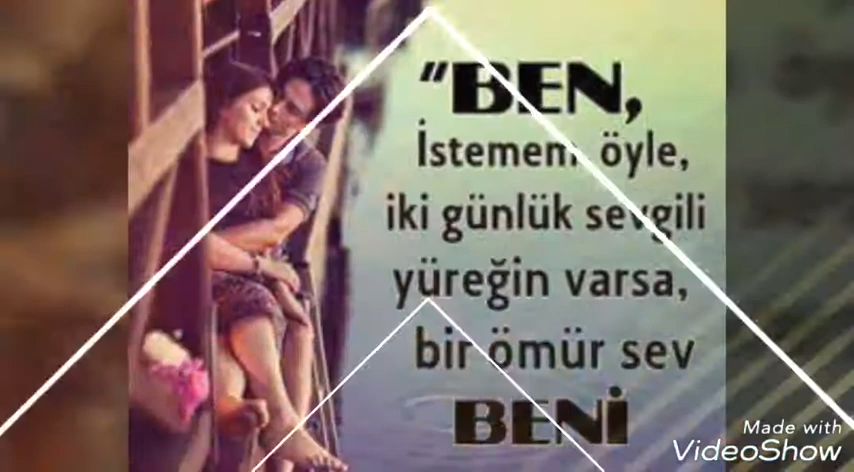 "BEN,
İstemem öyle,
iki günlük sevgili
yüreğin varsa,
bir ömür sev
BENİ
Made with
VideoShow